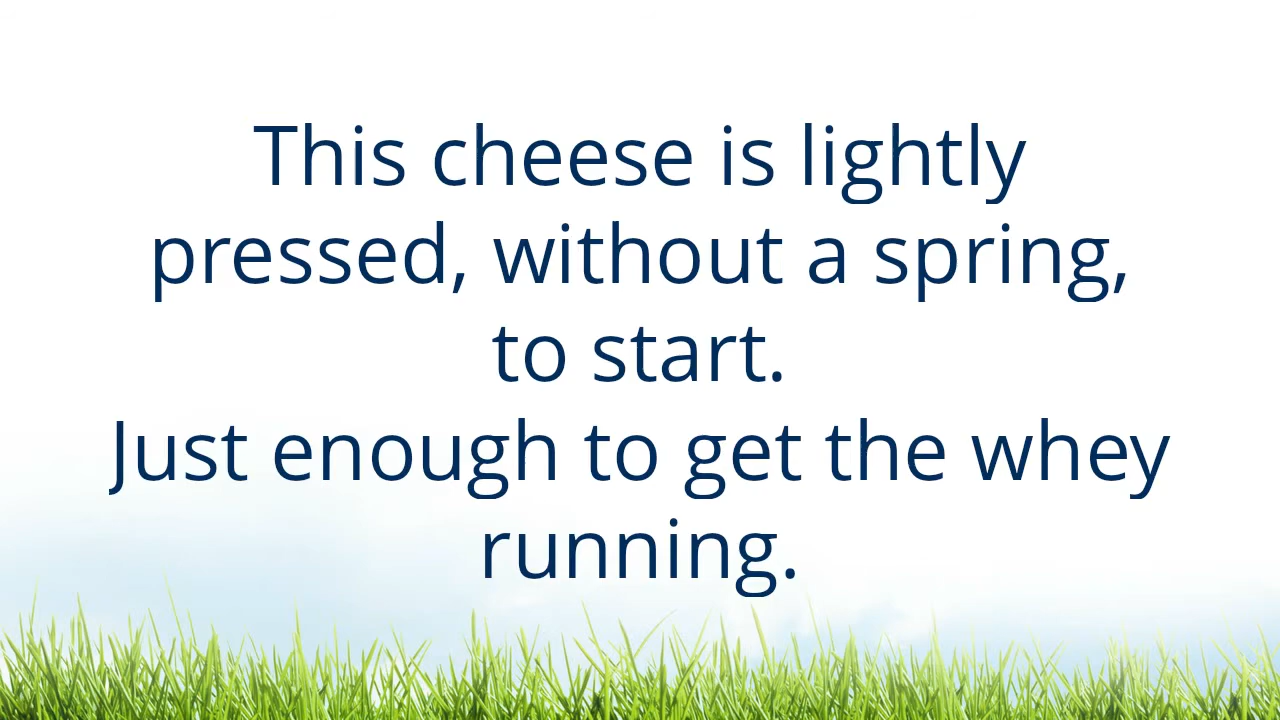 This cheese is lightly
pressed, without a spring,
to start.
Just enough to get the whey
running.